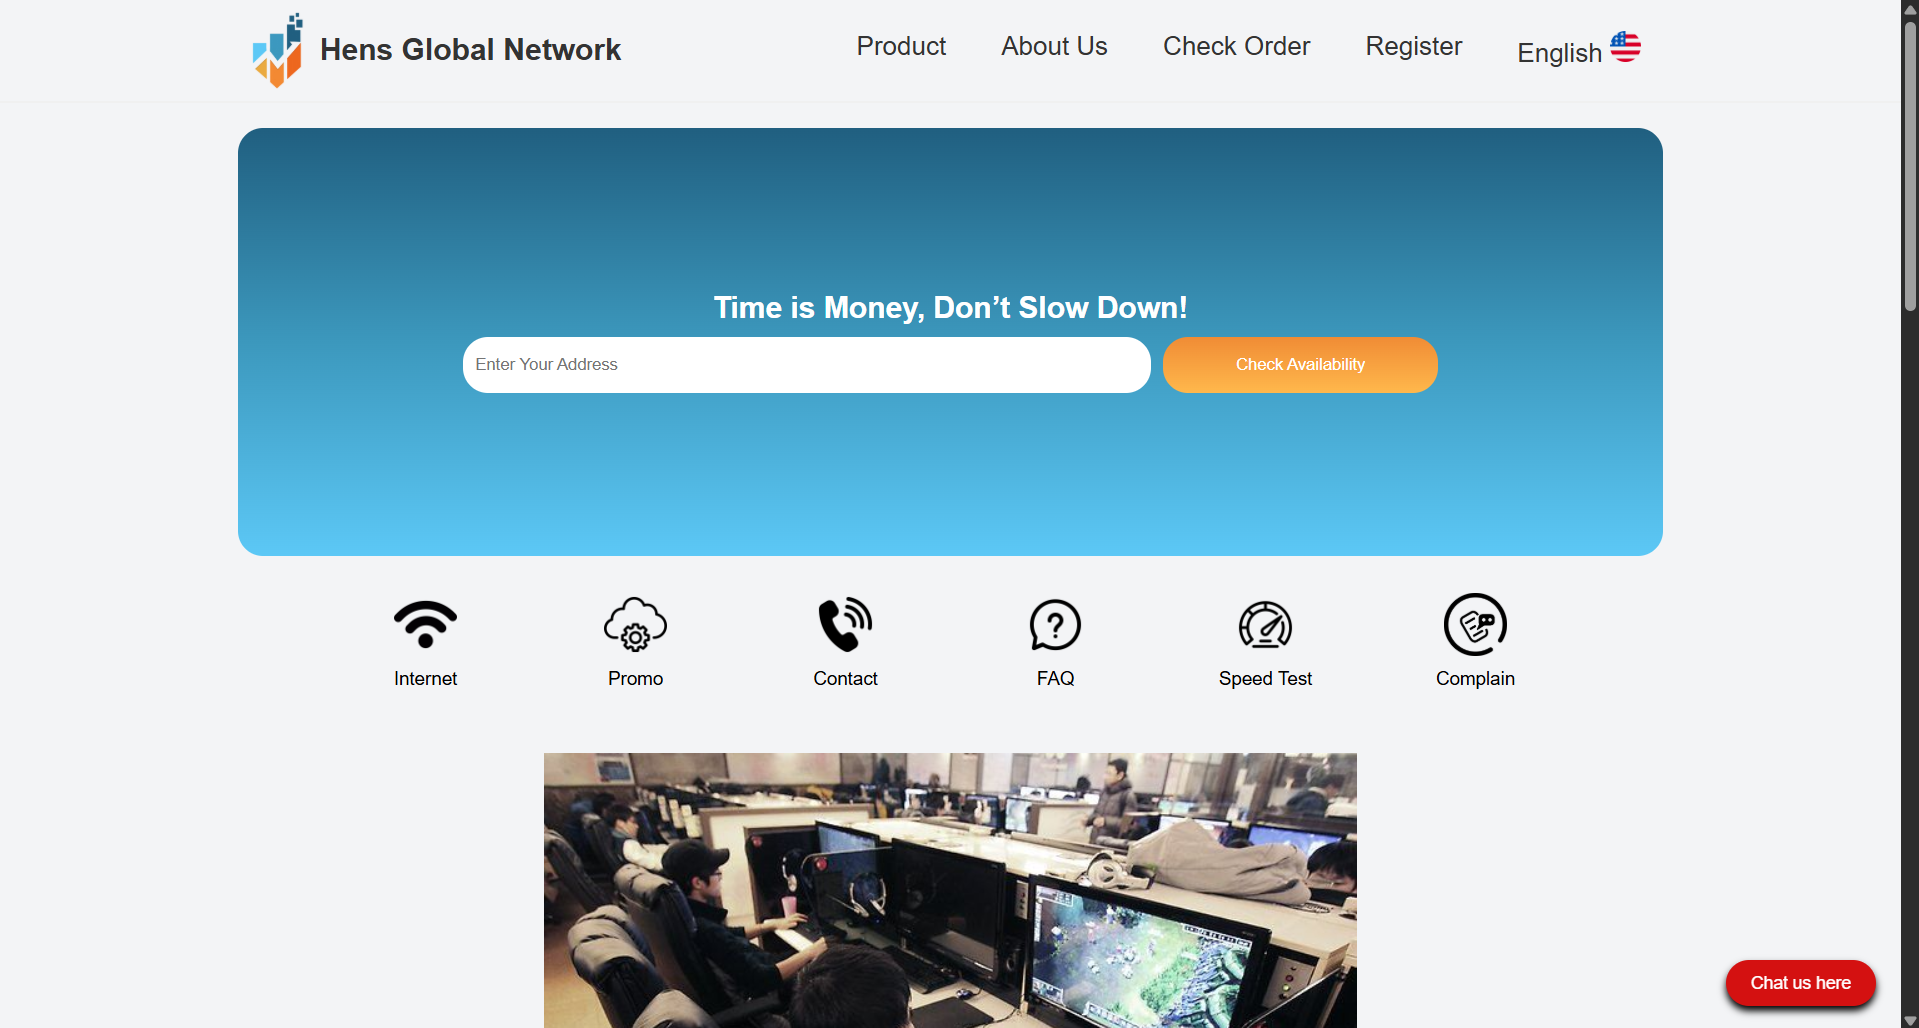 Hens Global Network
Product
About Us
Check Order
Register
English
Time is Money, Don’t Slow Down!
Enter Your Address
Check Availability
Internet
Promo
Contact
FAQ
Speed Test
Complain
Chat us here